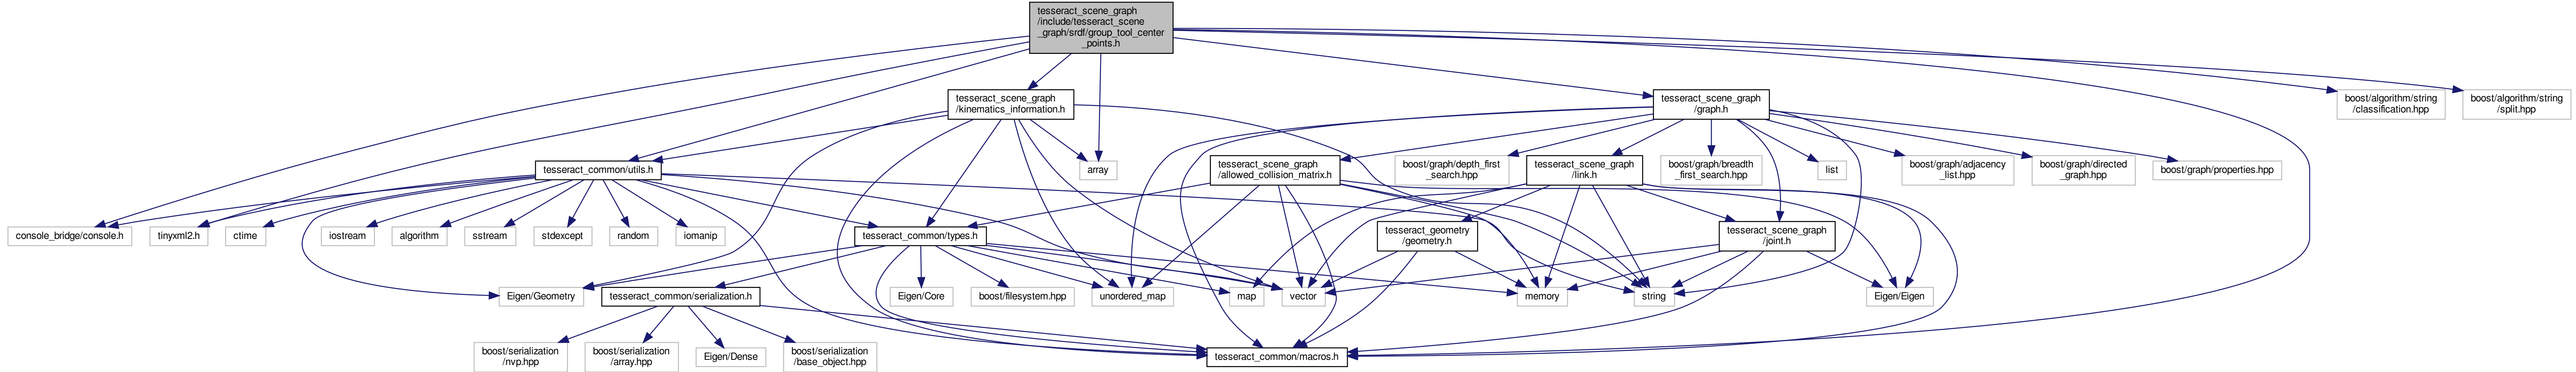 tesseract_scene_graph
/include/tesseract_scene
_graph/srdf/group_tool_center
_points.h
tesseract_scene_graph
/kinematics_information.h
tesseract_scene_graph
/graph.h
boost/algorithm/string
/classification.hpp
boost/algorithm/string
/split.hpp
tesseract_common/utils.h
array
tesseract_scene_graph
/allowed_collision_matrix.h
boost/graph/depth_first
_search.hpp
tesseract_scene_graph
/link.h
boost/graph/breadth
_first_search.hpp
list
boost/graph/adjacency
_list.hpp
boost/graph/directed
_graph.hpp
boost/graph/properties.hpp
console_bridge/console.h
tinyxml2.h
ctime
iostream
algorithm
sstream
stdexcept
random
iomanip
tesseract_common/types.h
tesseract_geometry
/geometry.h
tesseract_scene_graph
/joint.h
Eigen/Geometry
tesseract_common/serialization.h
Eigen/Core
boost/filesystem.hpp
unordered_map
map
vector
memory
string
Eigen/Eigen
boost/serialization
/nvp.hpp
boost/serialization
/array.hpp
Eigen/Dense
boost/serialization
/base_object.hpp
tesseract_common/macros.h